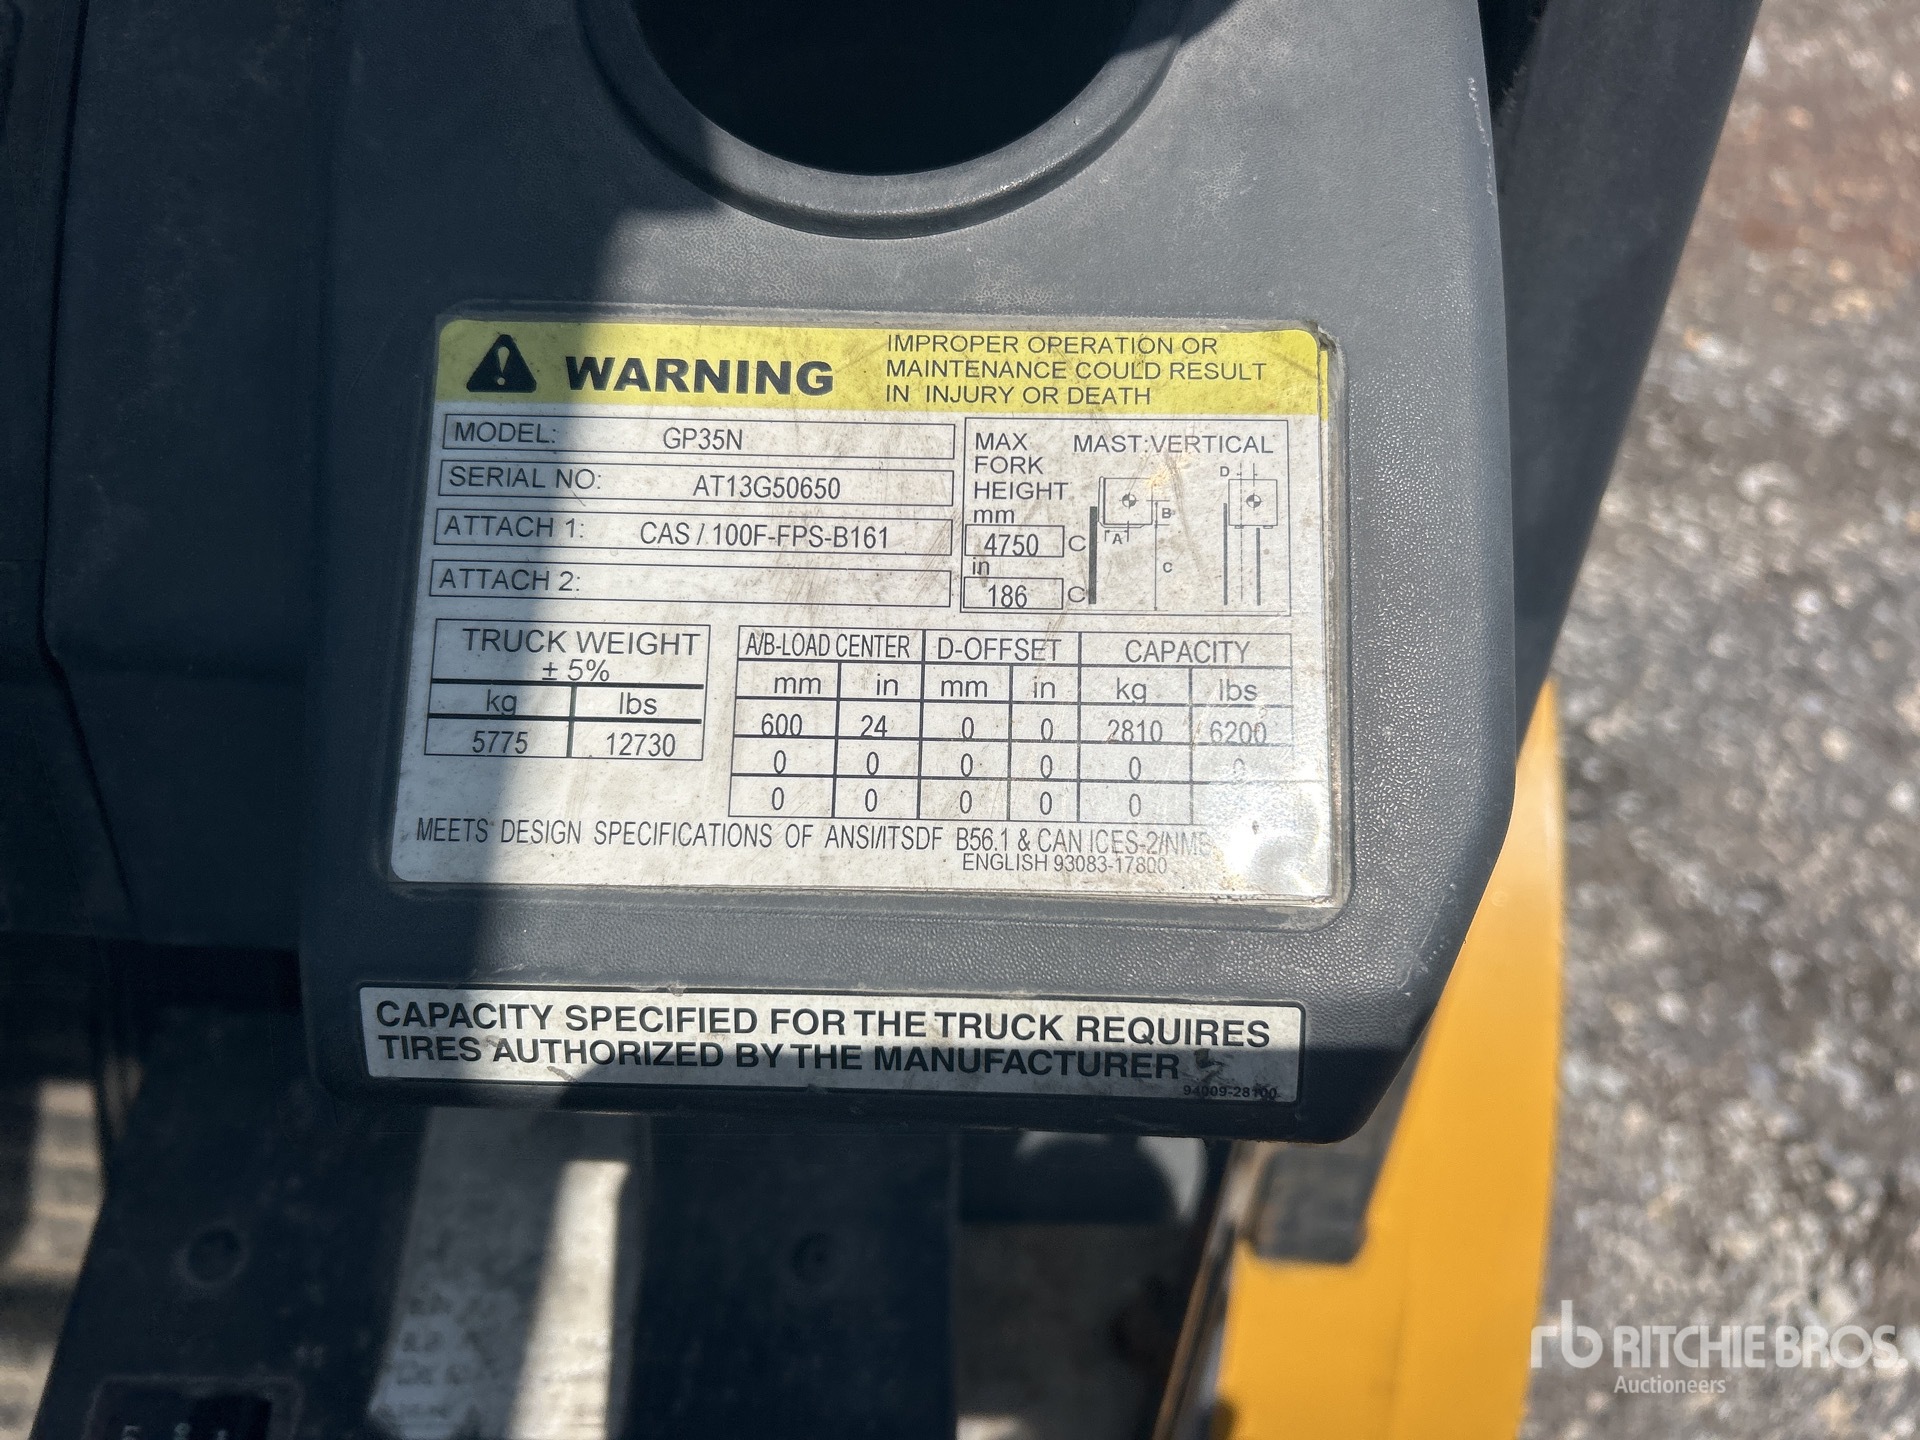 WARNING
IMPROPER OPERATION OR
MAINTENANCE COULD RESULT
IN INJURY OR DEATH
MODEL: GP35N
SERIAL NO: AT13G50650
ATTACH 1: CAS / 100F-FPS-B161
ATTACH 2:
MAX FORK HEIGHT
MAST:VERTICAL
mm
4750 C
in
186 C
A
B
C
D
TRUCK WEIGHT
± 5%
kg lbs
5775 12730
A/B-LOAD CENTER D-OFFSET CAPACITY
mm in mm in kg lbs
600 24 0 0 2810 6200
0 0 0 0 0 0
0 0 0 0 0
MEETS DESIGN SPECIFICATIONS OF ANSI/ITSDF B56.1 & CAN ICES-2/NMB
ENGLISH 93083-17800
CAPACITY SPECIFIED FOR THE TRUCK REQUIRES
TIRES AUTHORIZED BY THE MANUFACTURER
94009-28100
rb RITCHIE BROS.
Auctioneers